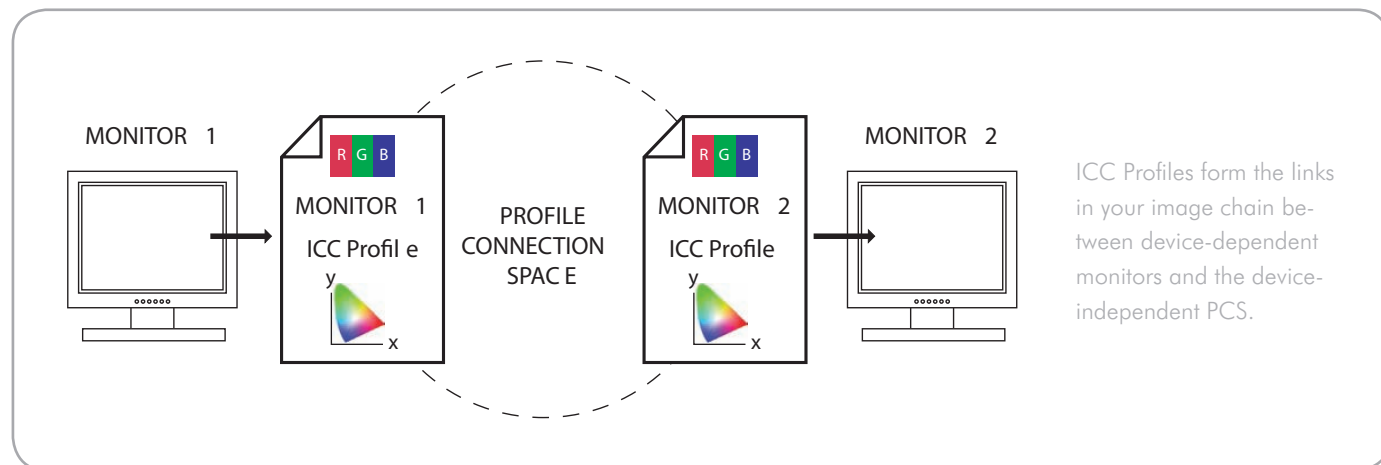 MONITOR 1
R G B
MONITOR 1
ICC Profil e
y
x
PROFILE
CONNECTION
SPAC E
R G B
MONITOR 2
ICC Profile
y
x
MONITOR 2
ICC Profiles form the links
in your image chain be-
tween device-dependent
monitors and the device-
independent PCS.